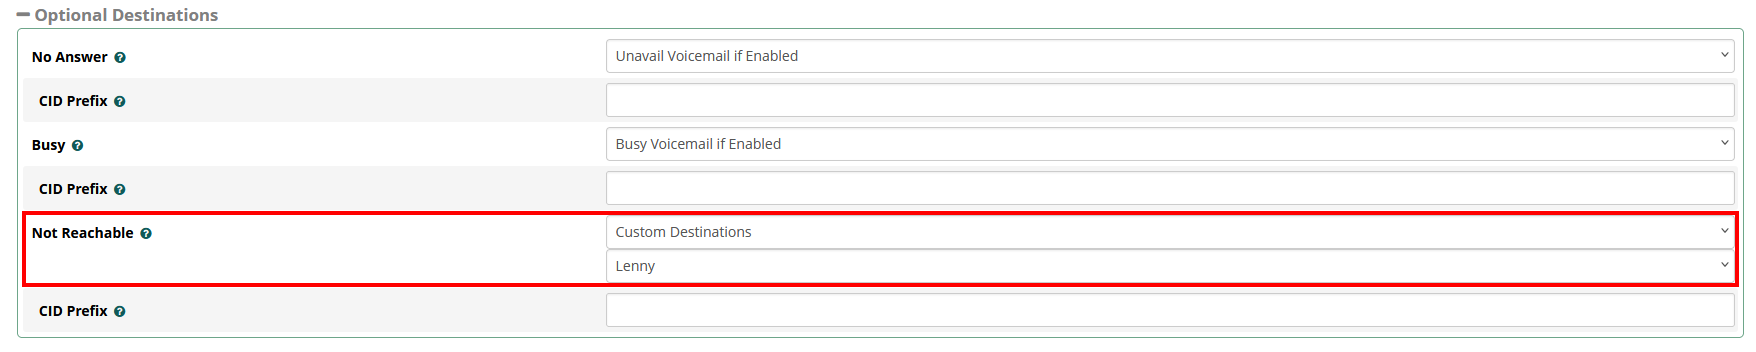 Optional Destinations
No Answer
Unavail Voicemail if Enabled
CID Prefix
Busy
Busy Voicemail if Enabled
CID Prefix
Not Reachable
Custom Destinations
Lenny
CID Prefix